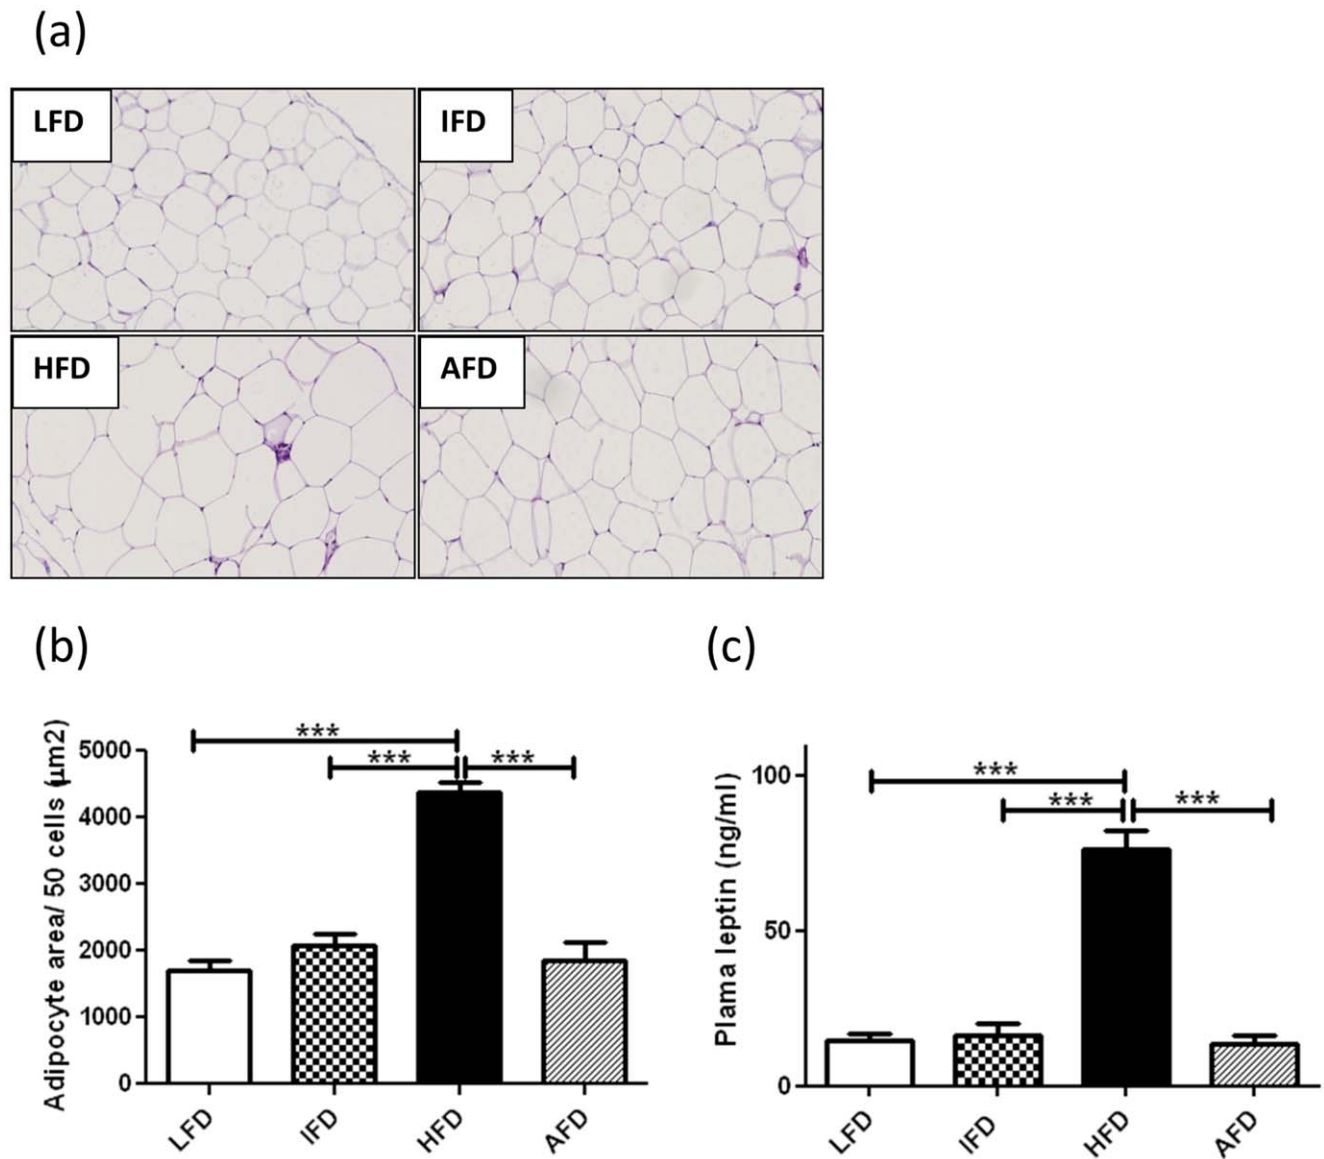 (a)
LFD
IFD
HFD
AFD
(b)
(c)
Adipocyte area/ 50 cells (µm2)
5000
4000
3000
2000
1000
0
***
***
***
LFD
IFD
HFD
AFD
Plama leptin (ng/ml)
100
50
0
***
***
***
LFD
IFD
HFD
AFD